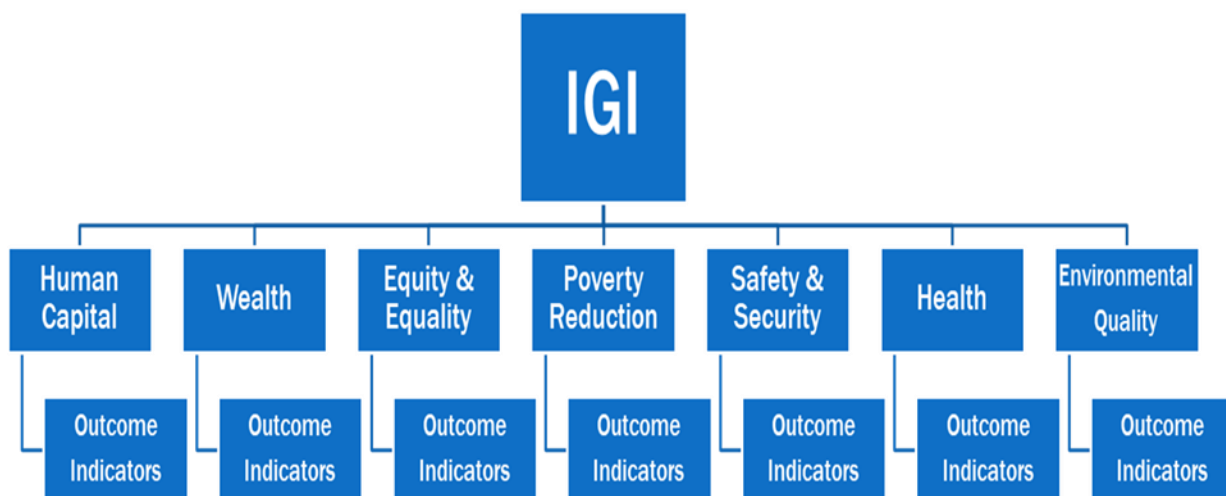 IGI
Human
Capital
Wealth
Equity &
Equality
Poverty
Reduction
Safety &
Security
Health
Environmental
Quality
Outcome
Indicators
Outcome
Indicators
Outcome
Indicators
Outcome
Indicators
Outcome
Indicators
Outcome
Indicators
Outcome
Indicators